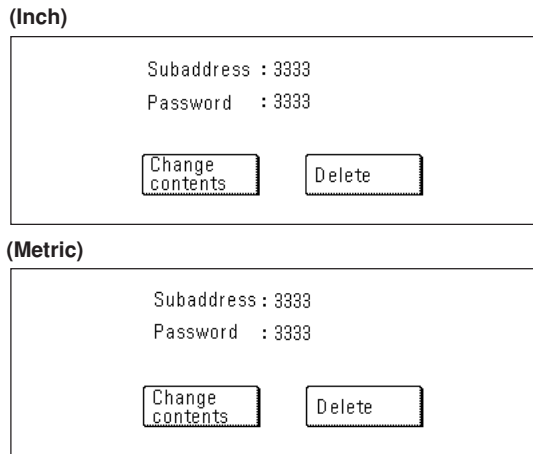 (Inch)
Subaddress : 3333
Password : 3333
Change
contents
Delete
(Metric)
Subaddress : 3333
Password : 3333
Change
contents
Delete